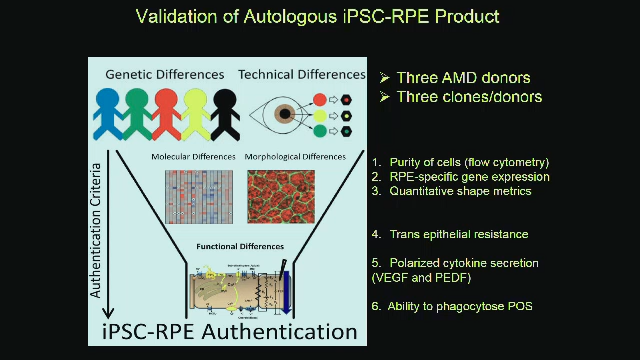 Validation of Autologous iPSC-RPE Product
Genetic Differences
Technical Differences
Molecular Differences
Morphological Differences
Authentication Criteria
Functional Differences
iPSC-RPE Authentication
➢ Three AMD donors
➢ Three clones/donors
1. Purity of cells (flow cytometry)
2. RPE-specific gene expression
3. Quantitative shape metrics
4. Trans epithelial resistance
5. Polarized cytokine secretion
(VEGF and PEDF)
6. Ability to phagocytose POS